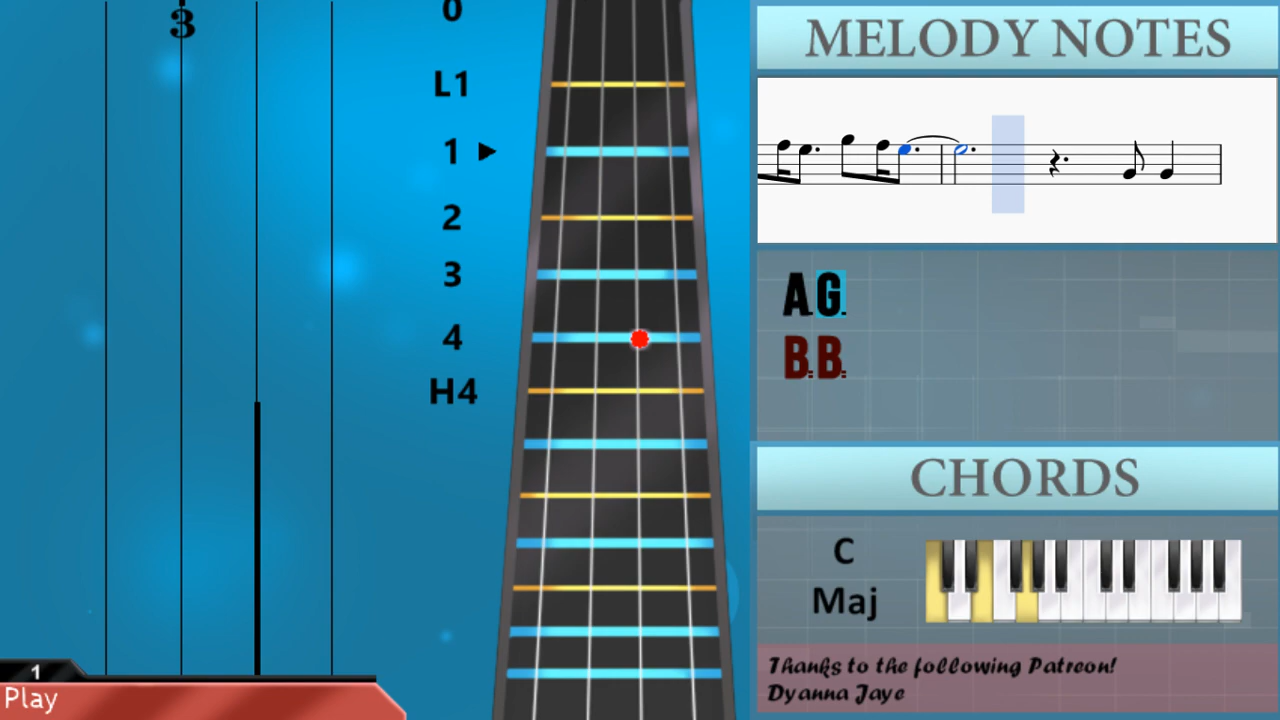 3
0
L1
1
2
3
4
H4
1
Play
MELODY NOTES
A. G.
B. B.
CHORDS
C
Maj
Thanks to the following Patreon!
Dyanna Jaye